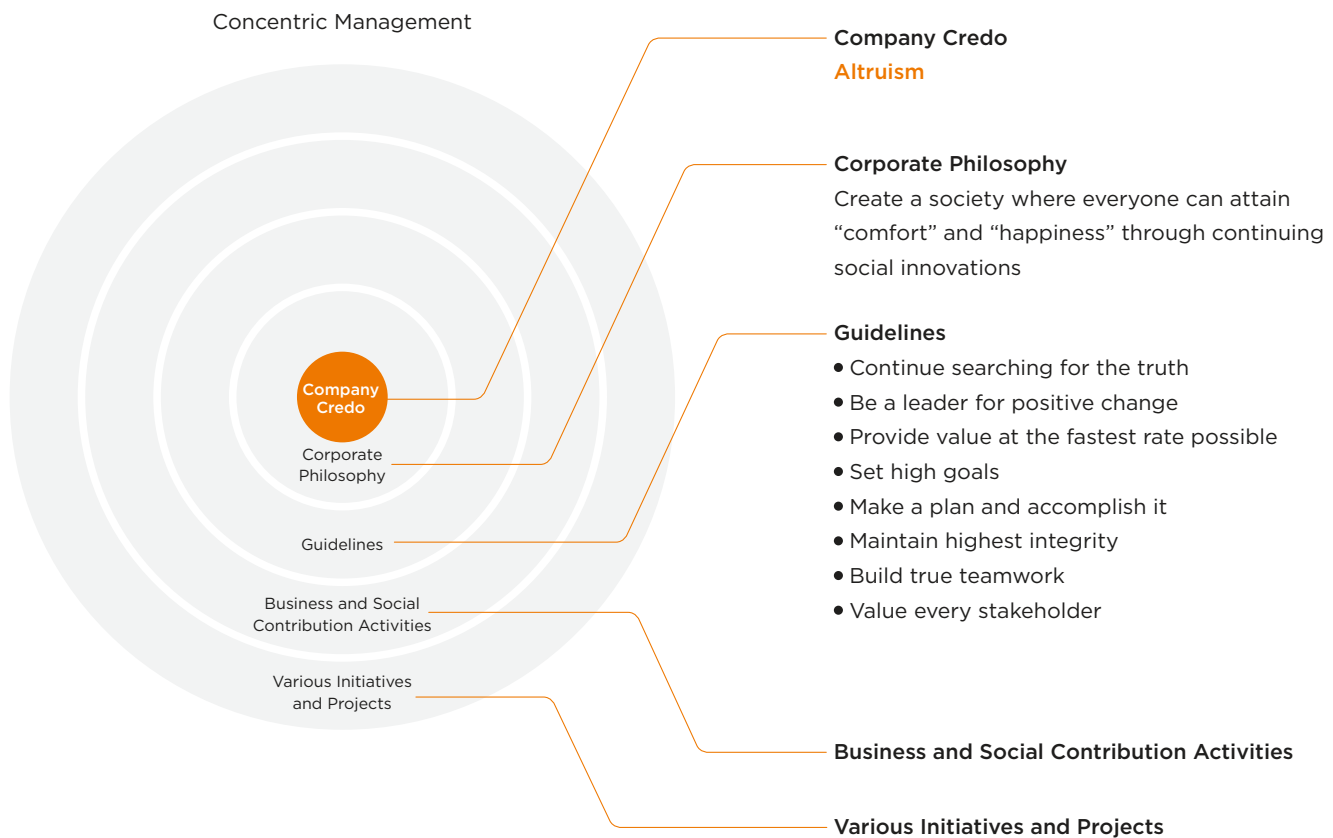 Concentric Management
Company
Credo
Corporate
Philosophy
Guidelines
Business and Social
Contribution Activities
Various Initiatives
and Projects
Company Credo
Altruism
Corporate Philosophy
Create a society where everyone can attain
“comfort” and “happiness” through continuing
social innovations
Guidelines
• Continue searching for the truth
• Be a leader for positive change
• Provide value at the fastest rate possible
• Set high goals
• Make a plan and accomplish it
• Maintain highest integrity
• Build true teamwork
• Value every stakeholder
Business and Social Contribution Activities
Various Initiatives and Projects